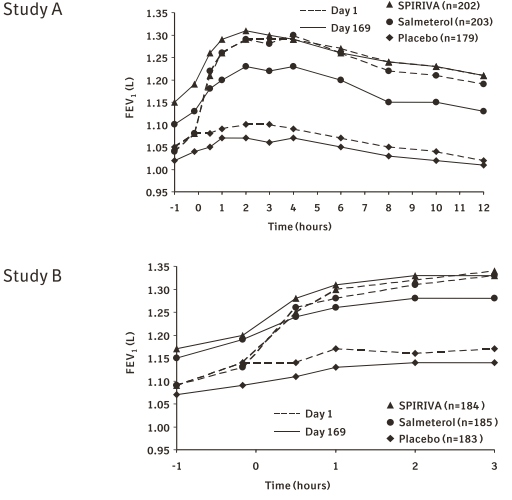 Study A
FEV1 (L)
1.35
1.30
1.25
1.20
1.15
1.10
1.05
1.00
0.95
-1 0 1 2 3 4 5 6 7 8 9 10 11 12
Time (hours)
Day 1
Day 169
SPIRIVA (n=202)
Salmeterol (n=203)
Placebo (n=179)
Study B
FEV1 (L)
1.35
1.30
1.25
1.20
1.15
1.10
1.05
1.00
0.95
-1 0 1 2 3
Time (hours)
Day 1
Day 169
SPIRIVA (n=184)
Salmeterol (n=185)
Placebo (n=183)